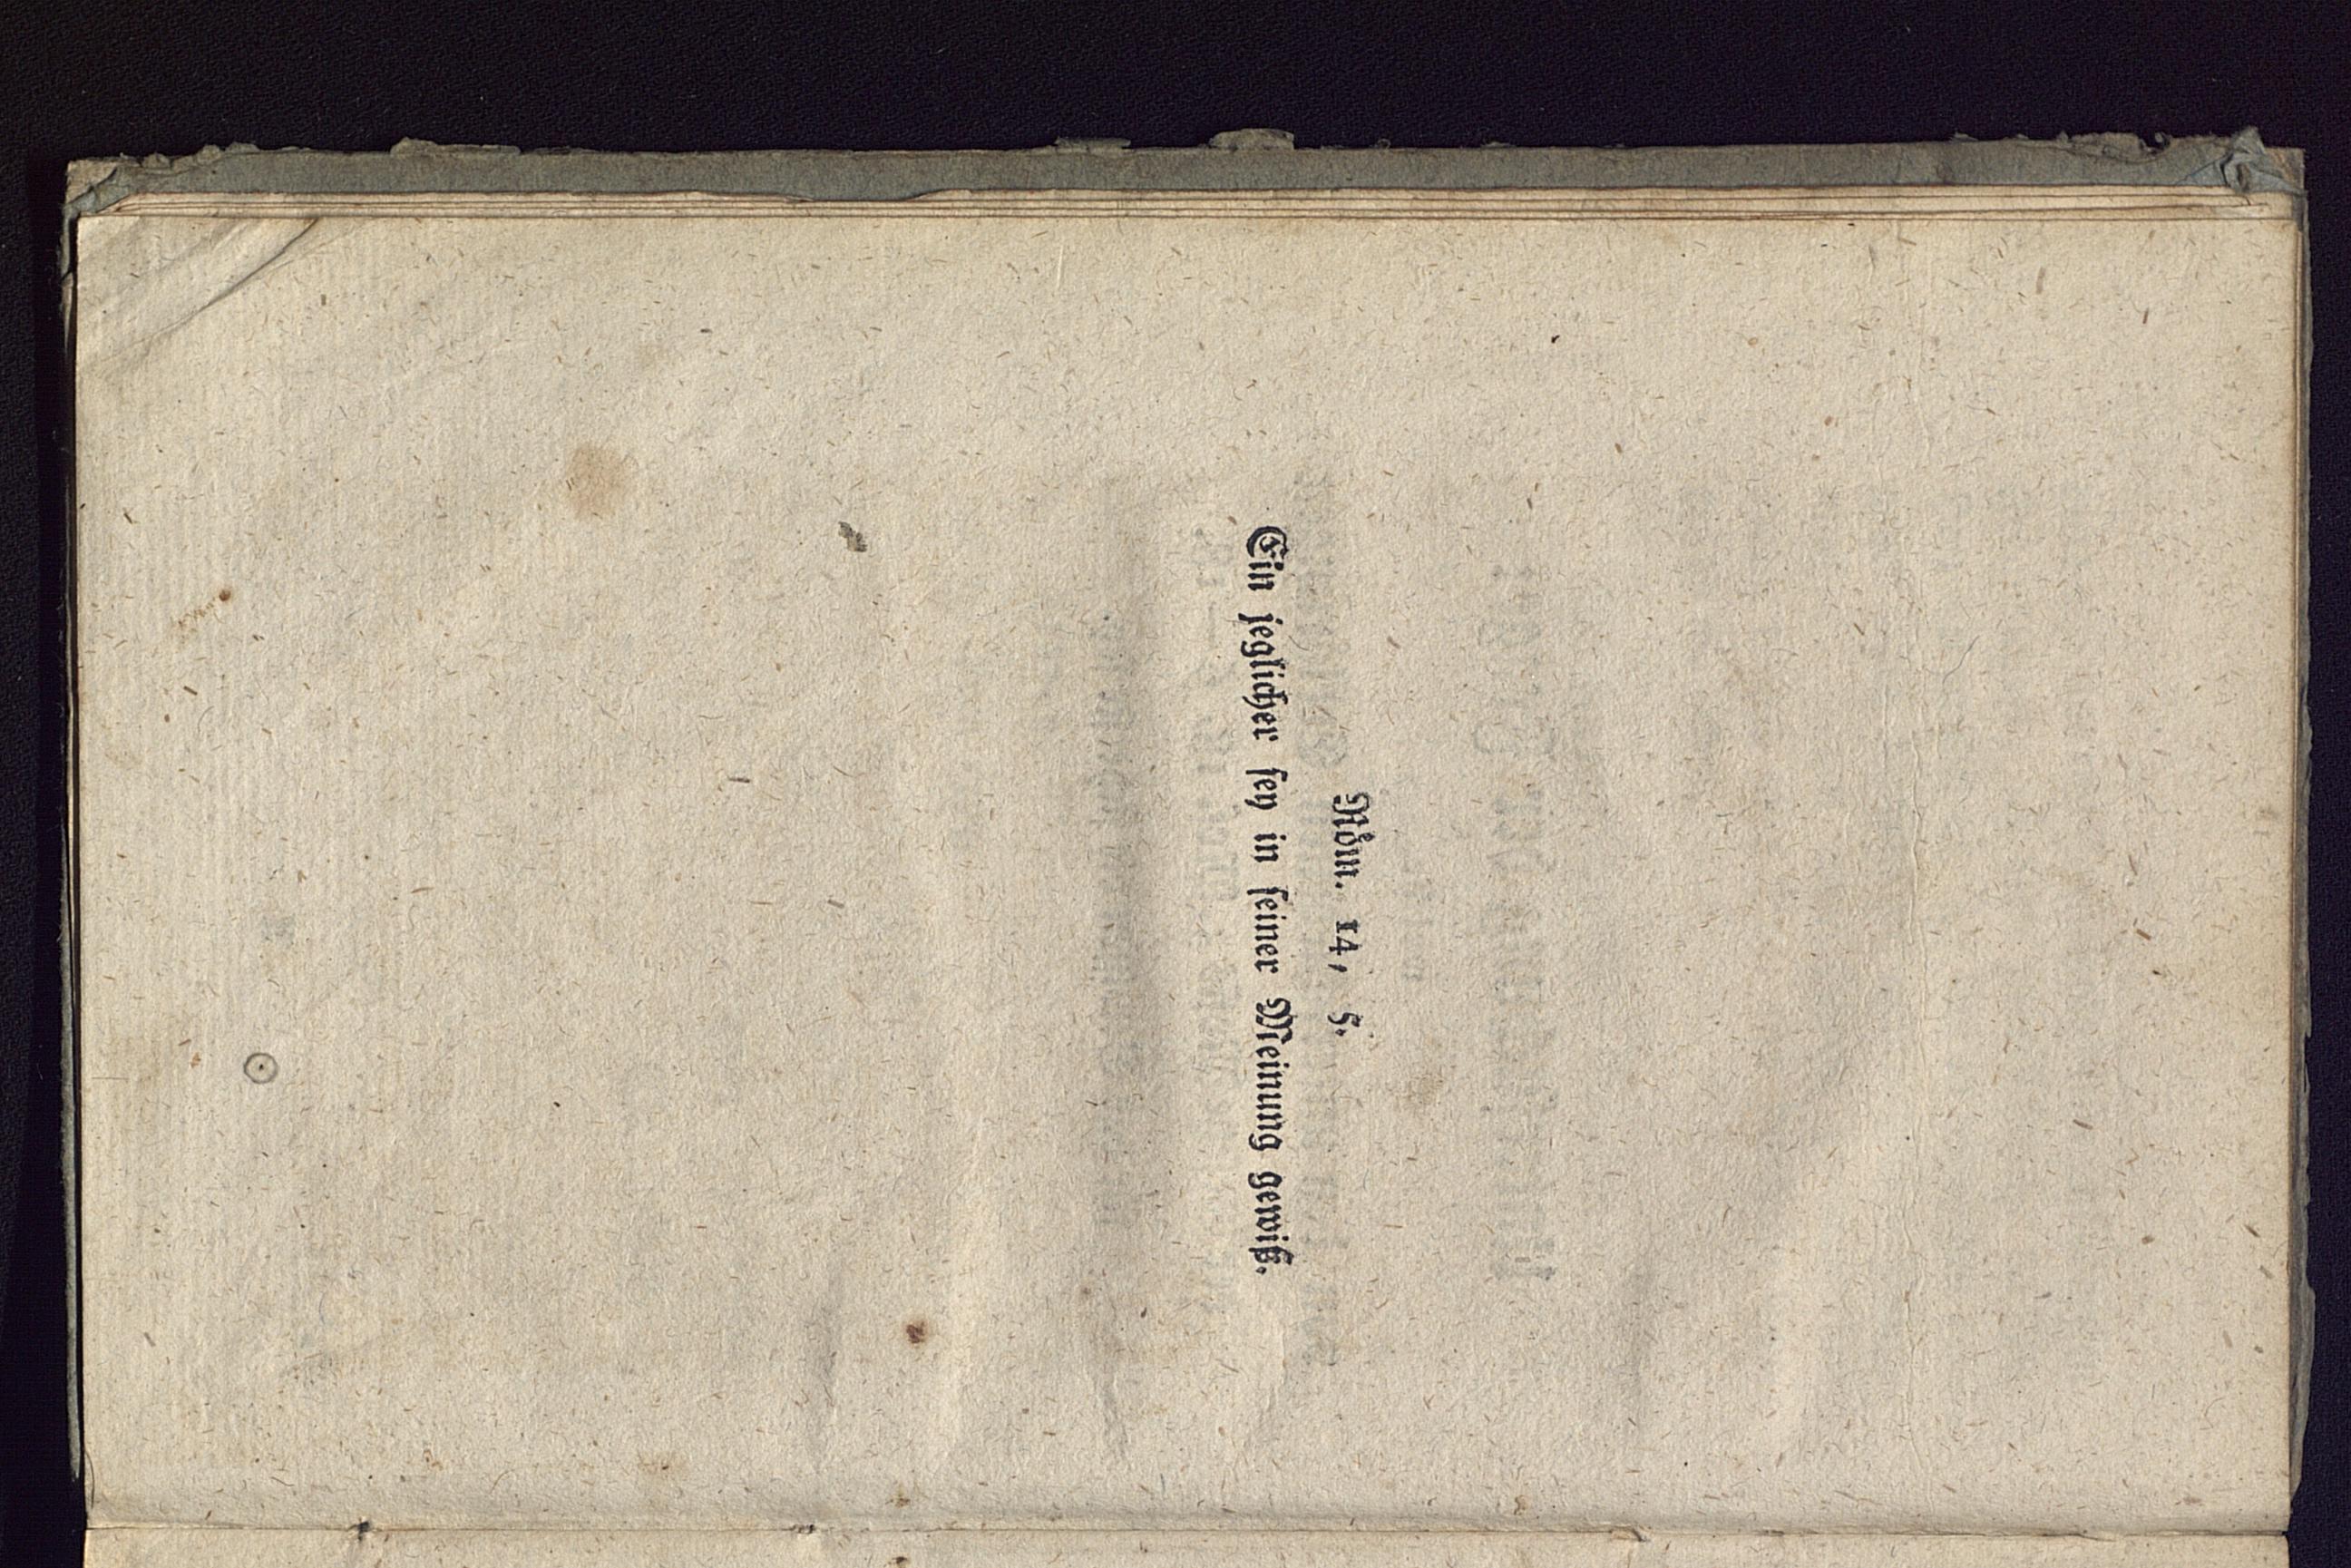 Röm. 14, 5.
Ein jeglicher sey in seiner Meinung gewiß.